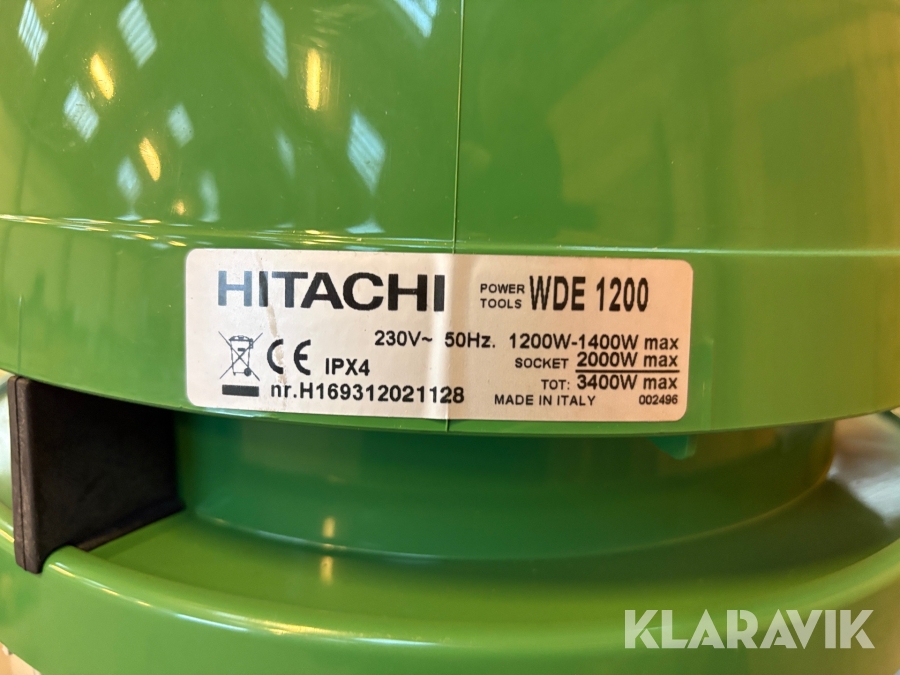 HITACHI POWER TOOLS WDE 1200
230V~ 50Hz. 1200W-1400W max
SOCKET 2000W max
CE IPX4
TOT: 3400W max
nr.H169312021128
MADE IN ITALY 002496
KLARAVIK